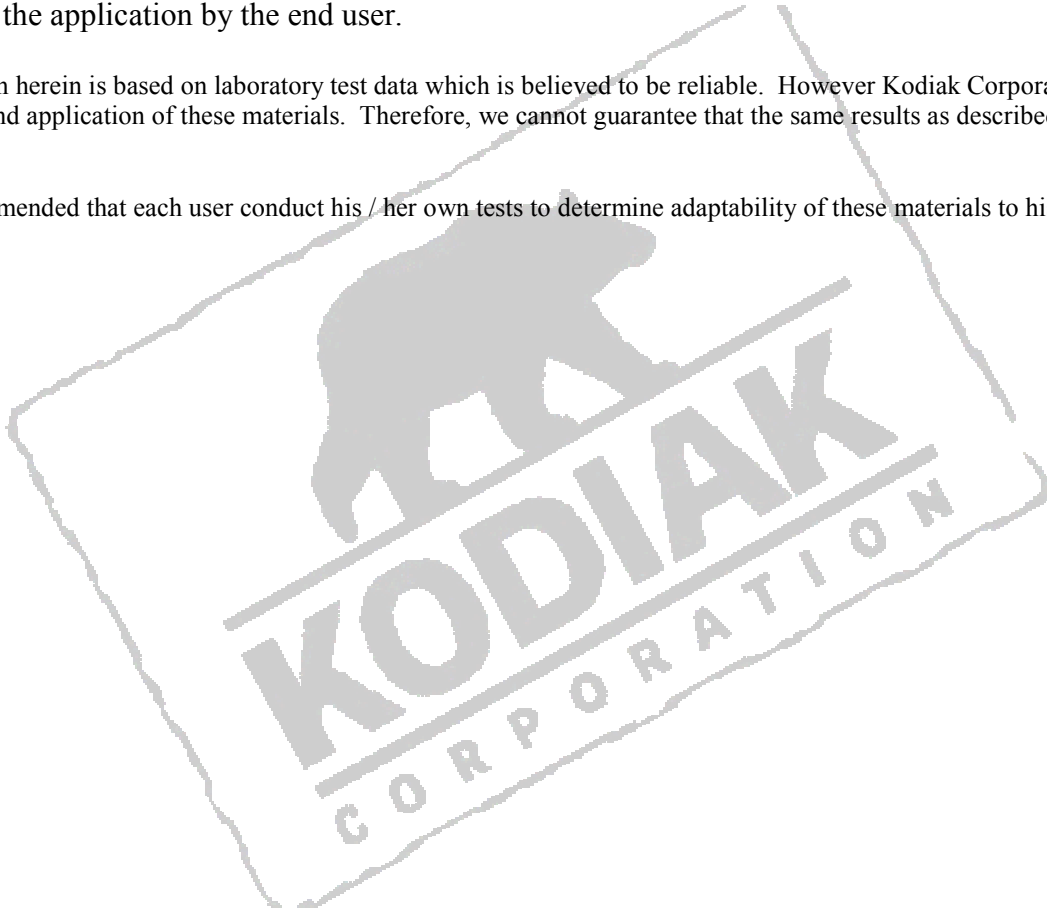 the application by the end user.
n herein is based on laboratory test data which is believed to be reliable.  However Kodiak Corpora
nd application of these materials.  Therefore, we cannot guarantee that the same results as described
mended that each user conduct his / her own tests to determine adaptability of these materials to hi
KODIAK
CORPORATION